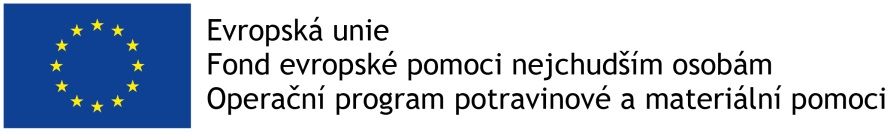 Evropská unie
Fond evropské pomoci nejchudším osobám
Operační program potravinové a materiální pomoci